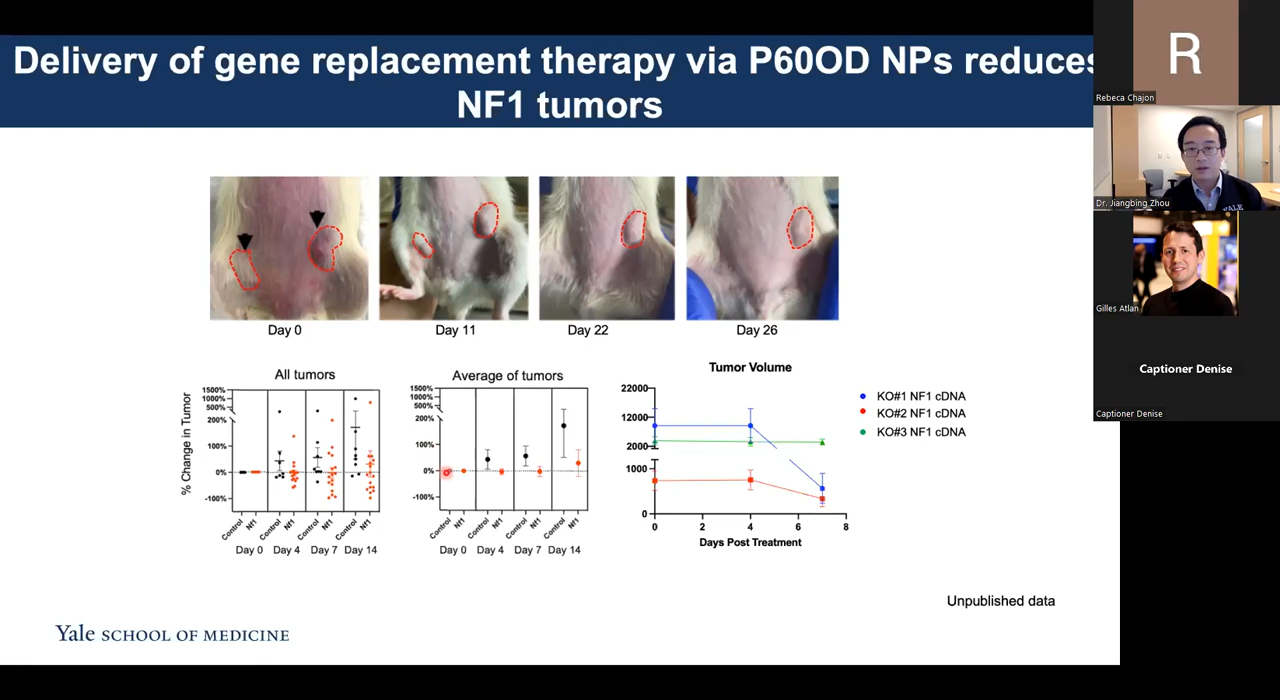 Delivery of gene replacement therapy via P60OD NPs reduces
NF1 tumors
R
Rebeca Chajon
Dr. Jiangbing Zhou
YALE
Gilles Atlan
Captioner Denise
Captioner Denise
Day 0
Day 11
Day 22
Day 26
All tumors
% Change in Tumor
1500%
1000%
500%
200%
100%
0%
-100%
Control
Nf1
Control
Nf1
Control
Nf1
Control
Nf1
Day 0
Day 4
Day 7
Day 14
Average of tumors
1500%
1000%
500%
200%
100%
0%
-100%
Control
Nf1
Control
Nf1
Control
Nf1
Control
Nf1
Day 0
Day 4
Day 7
Day 14
Tumor Volume
22000
12000
2000
1000
0
0
2
4
6
8
Days Post Treatment
KO#1 NF1 cDNA
KO#2 NF1 cDNA
KO#3 NF1 cDNA
Unpublished data
Yale SCHOOL OF MEDICINE